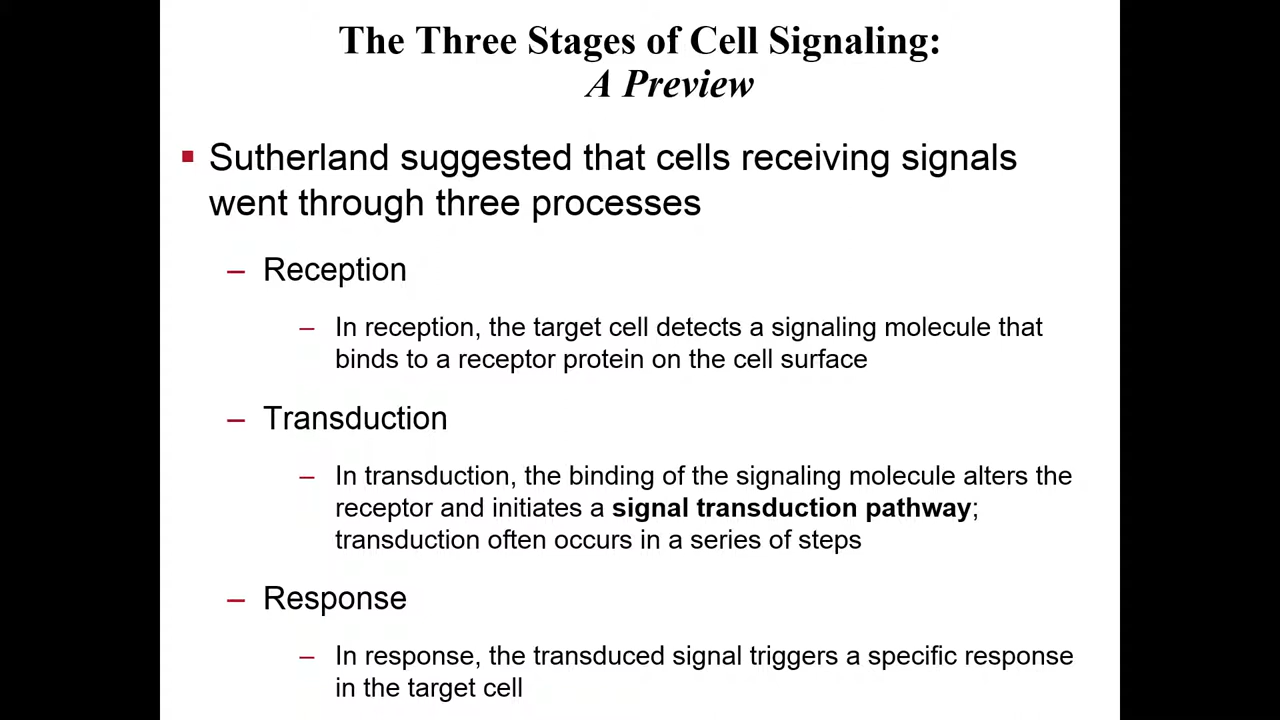 The Three Stages of Cell Signaling:
A Preview
▪ Sutherland suggested that cells receiving signals
went through three processes
– Reception
– In reception, the target cell detects a signaling molecule that
binds to a receptor protein on the cell surface
– Transduction
– In transduction, the binding of the signaling molecule alters the
receptor and initiates a signal transduction pathway;
transduction often occurs in a series of steps
– Response
– In response, the transduced signal triggers a specific response
in the target cell